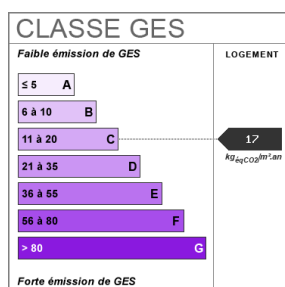 CLASSE GES
Faible émission de GES
LOGEMENT
≤ 5 A
6 à 10 B
11 à 20 C
17
kgéqCO2/m².an
21 à 35 D
36 à 55 E
56 à 80 F
> 80 G
Forte émission de GES